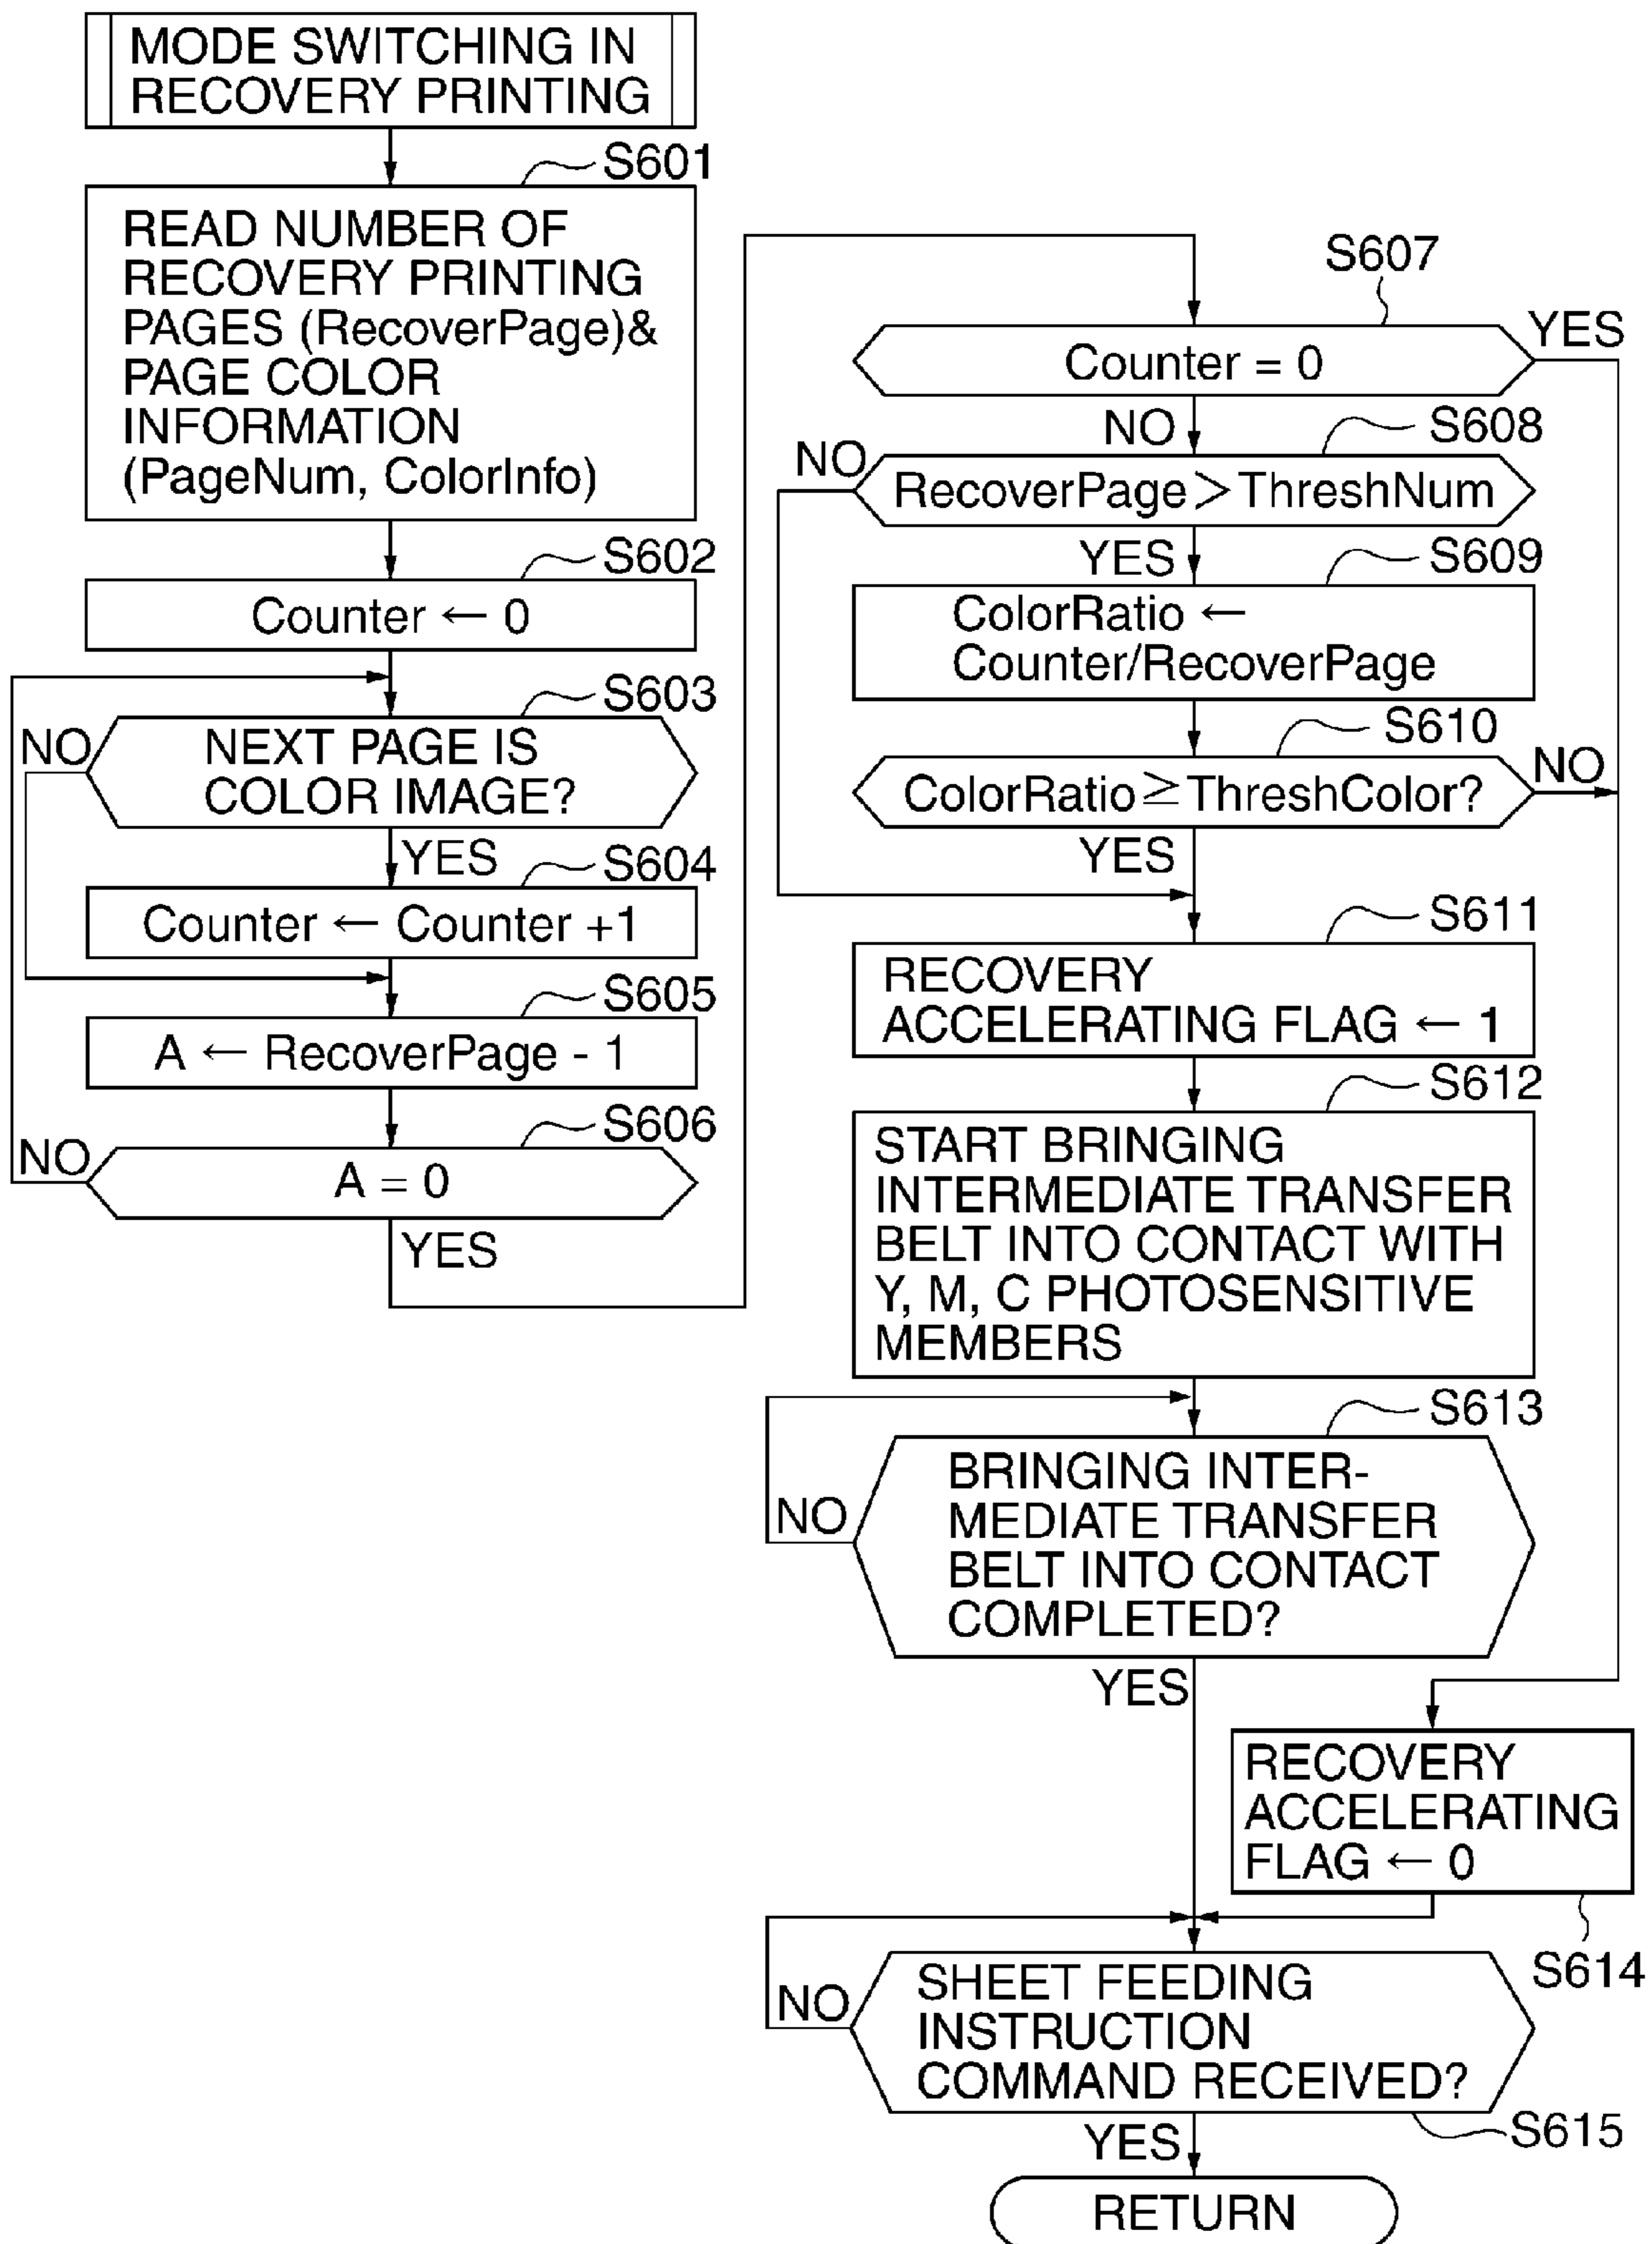 MODE SWITCHING IN
RECOVERY PRINTING
S601
READ NUMBER OF
RECOVERY PRINTING
PAGES (RecoverPage)&
PAGE COLOR
INFORMATION
(PageNum, ColorInfo)
S602
Counter ← 0
S603
NO
NEXT PAGE IS
COLOR IMAGE?
YES
S604
Counter ← Counter +1
S605
A ← RecoverPage - 1
S606
NO
A = 0
YES
S607
YES
Counter = 0
NO
S608
NO
RecoverPage > ThreshNum
YES
S609
ColorRatio ←
Counter/RecoverPage
S610
NO
ColorRatio ≧ ThreshColor?
YES
S611
RECOVERY
ACCELERATING FLAG ← 1
S612
START BRINGING
INTERMEDIATE TRANSFER
BELT INTO CONTACT WITH
Y, M, C PHOTOSENSITIVE
MEMBERS
S613
BRINGING INTER-
MEDIATE TRANSFER
BELT INTO CONTACT
COMPLETED?
NO
YES
RECOVERY
ACCELERATING
FLAG ← 0
S614
SHEET FEEDING
INSTRUCTION
COMMAND RECEIVED?
NO
S615
YES
RETURN